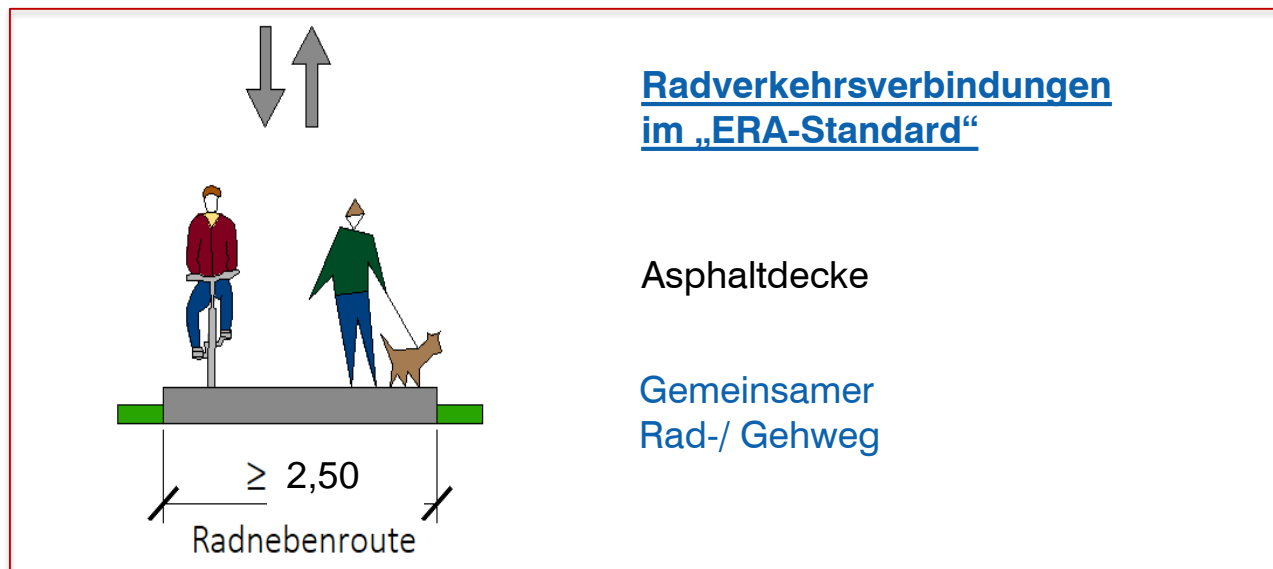 Radverkehrsverbindungen
im „ERA-Standard“
Asphaltdecke
Gemeinsamer
Rad-/ Gehweg
≥ 2,50
Radnebenroute